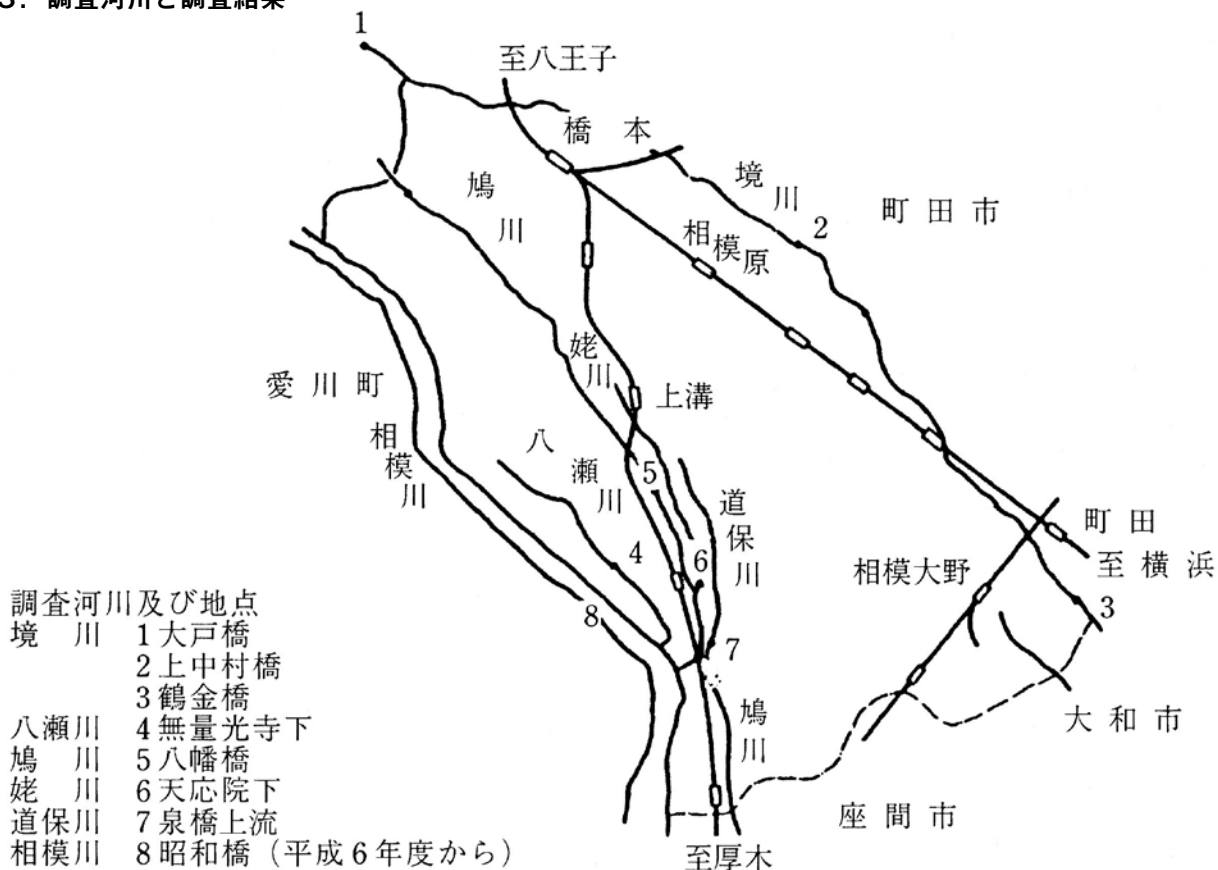 3. 調査河川と調査結果
1
至八王子
橋本
鳩川
境川
2
町田市
相模原
姥川
上溝
愛川町
相模川
八瀬川
5
道保川
4
6
町田
至横浜
相模大野
8
3
7
鳩川
大和市
座間市
至厚木
調査河川及び地点
境 川 1 大戸橋
2 上中村橋
3 鶴金橋
八瀬川 4 無量光寺下
鳩 川 5 八幡橋
姥 川 6 天応院下
道保川 7 泉橋上流
相模川 8 昭和橋（平成6年度から）